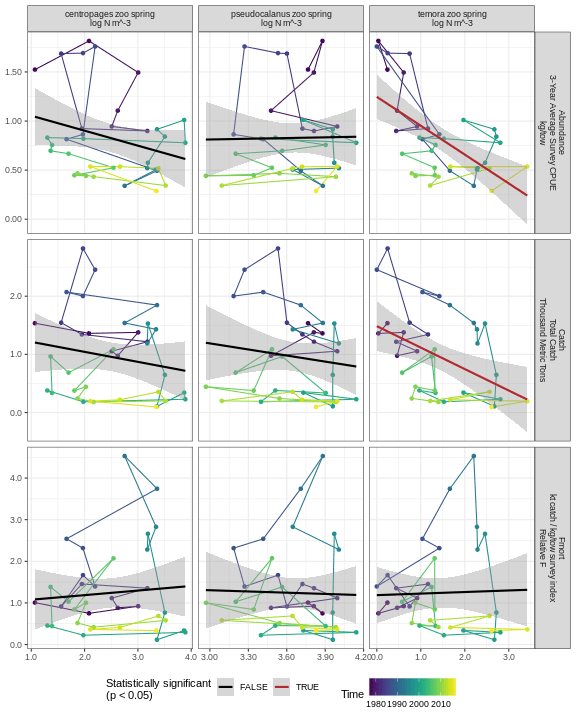 centropages zoo spring
log N m^-3
pseudocalanus zoo spring
log N m^-3
temora zoo spring
log N m^-3
1.50
1.00
0.50
0.00
Abundance
3-Year Average Survey CPUE
kg/tow
2.0
1.0
0.0
Catch
Total Catch
Thousand Metric Tons
4.0
3.0
2.0
1.0
0.0
Fmort
kt catch / kg/tow survey index
Relative F
1.0 2.0 3.0 4.0
3.00 3.30 3.60 3.90 4.20
0.0 1.0 2.0 3.0
Statistically significant
(p < 0.05)
FALSE
TRUE
Time
1980 1990 2000 2010